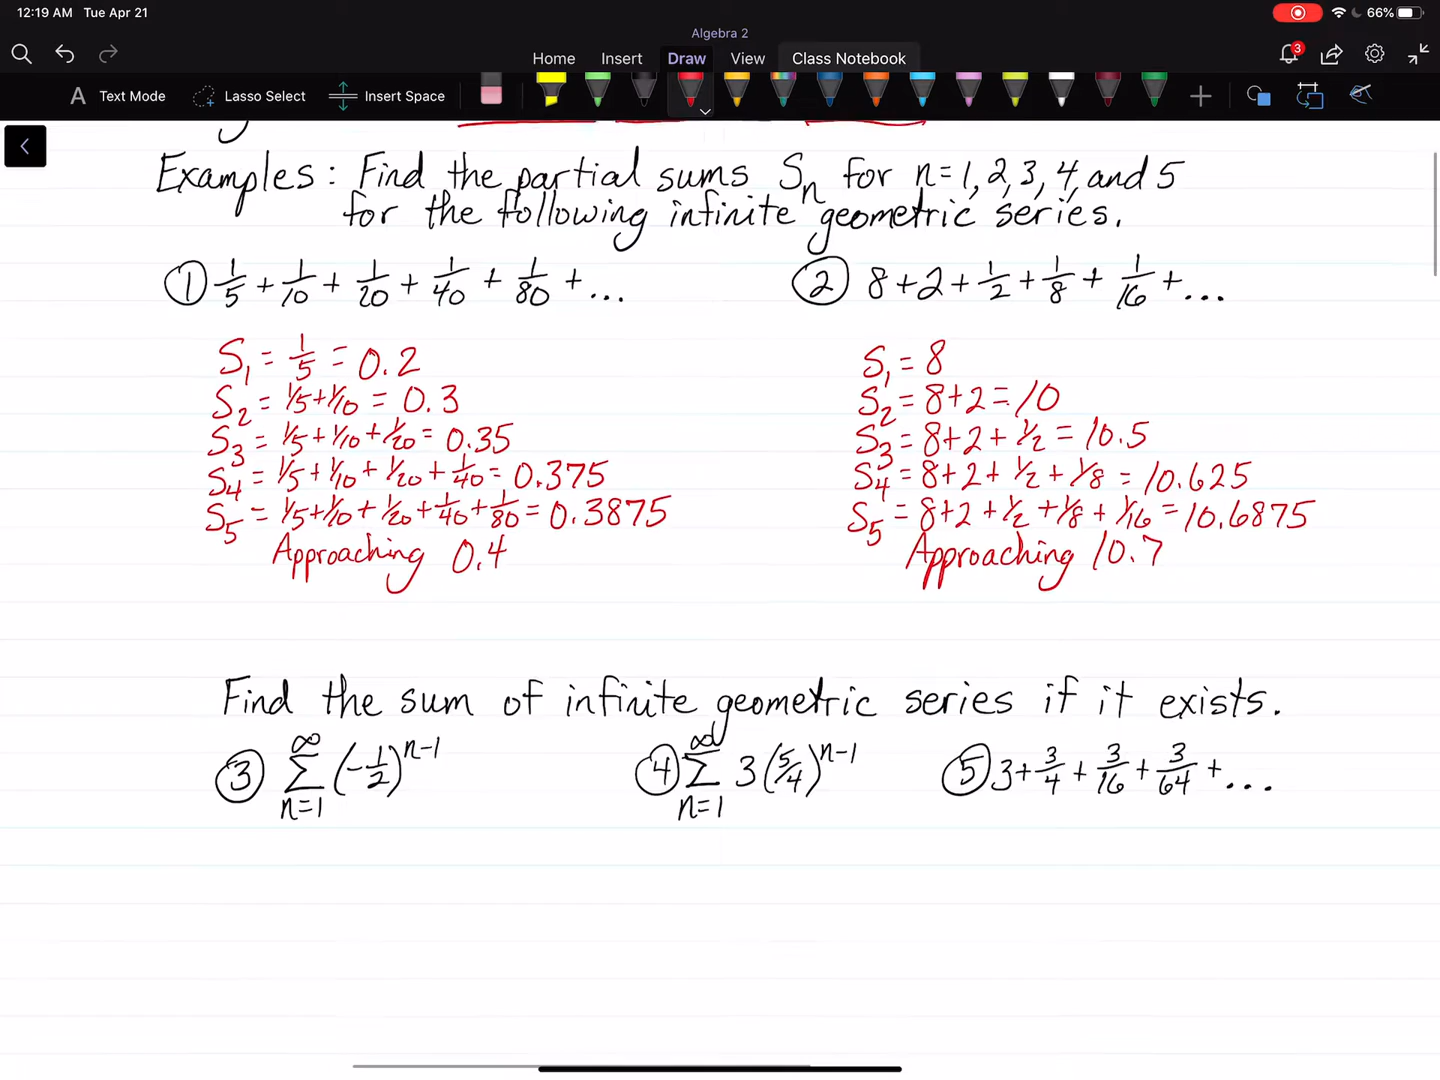 12:19 AM Tue Apr 21
66%
Algebra 2
Home Insert Draw View Class Notebook
3
A Text Mode Lasso Select Insert Space
Examples: Find the partial sums Sₙ for n=1, 2, 3, 4, and 5
for the following infinite geometric series.
① 1/5 + 1/10 + 1/20 + 1/40 + 1/80 + ...
② 8+2+ 1/2 + 1/8 + 1/16 + ...
S₁ = 1/5 = 0.2
S₂ = 1/5+1/10 = 0.3
S₃ = 1/5+1/10+1/20 = 0.35
S₄ = 1/5+1/10+1/20+1/40 = 0.375
S₅ = 1/5+1/10+1/20+1/40+1/80 = 0.3875
Approaching 0.4
S₁ = 8
S₂ = 8+2 = 10
S₃ = 8+2+1/2 = 10.5
S₄ = 8+2+1/2+1/8 = 10.625
S₅ = 8+2+1/2+1/8+1/16 = 10.6875
Approaching 10.7
Find the sum of infinite geometric series if it exists.
③ ∞ Σ n=1 (-1/2)^(n-1)
④ ∞ Σ n=1 3(5/4)^(n-1)
⑤ 3+ 3/4 + 3/16 + 3/64 + ...